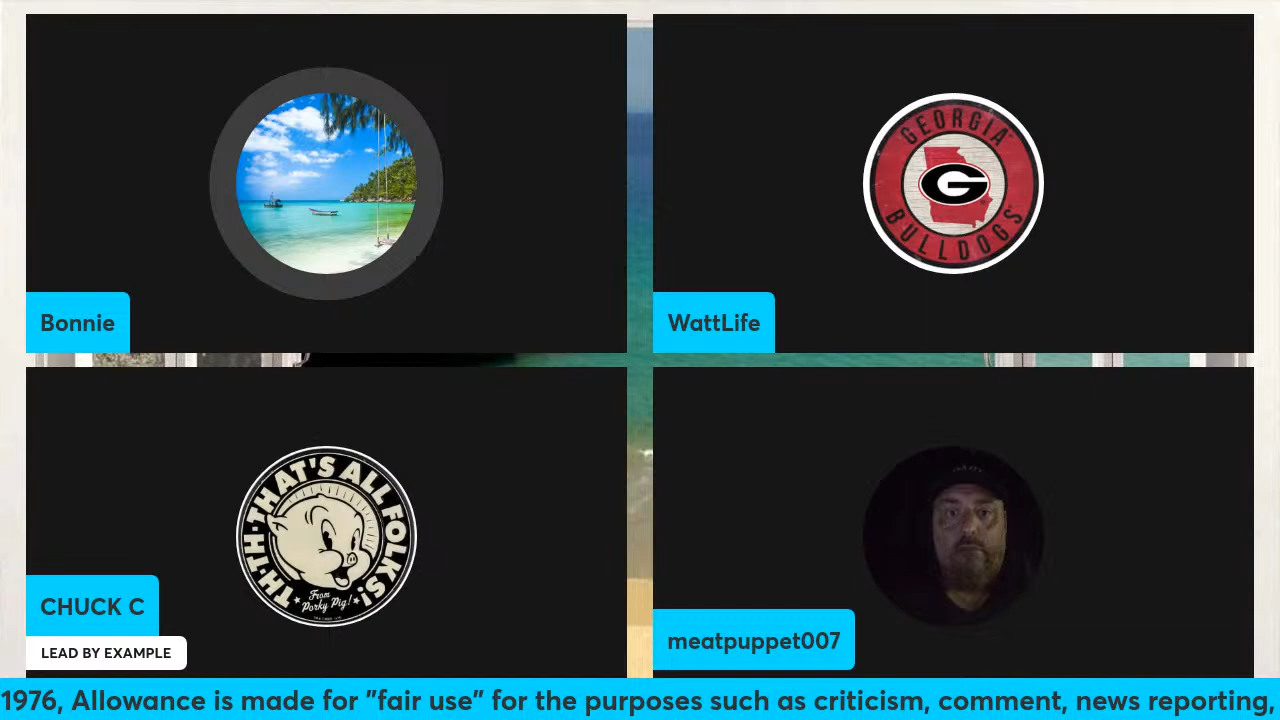 GEORGIA
G
BULLDOGS
Bonnie
WattLife
TH-TH-THAT'S ALL FOLKS!
From
Porky Pig!
CHUCK C
LEAD BY EXAMPLE
meatpuppet007
1976, Allowance is made for "fair use" for the purposes such as criticism, comment, news reporting,